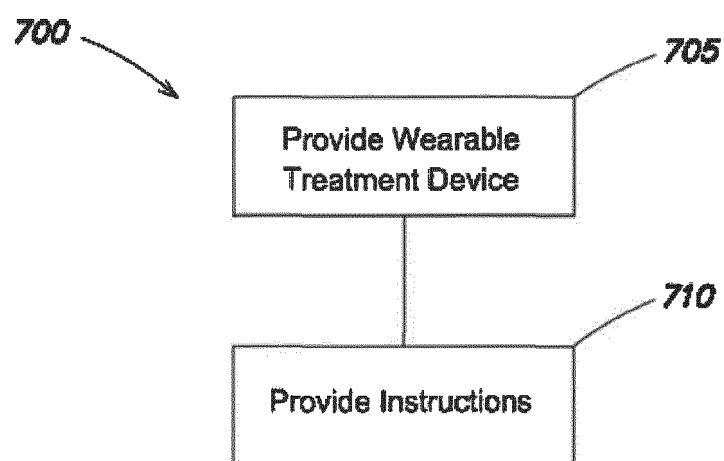 700
705
Provide Wearable
Treatment Device
710
Provide Instructions